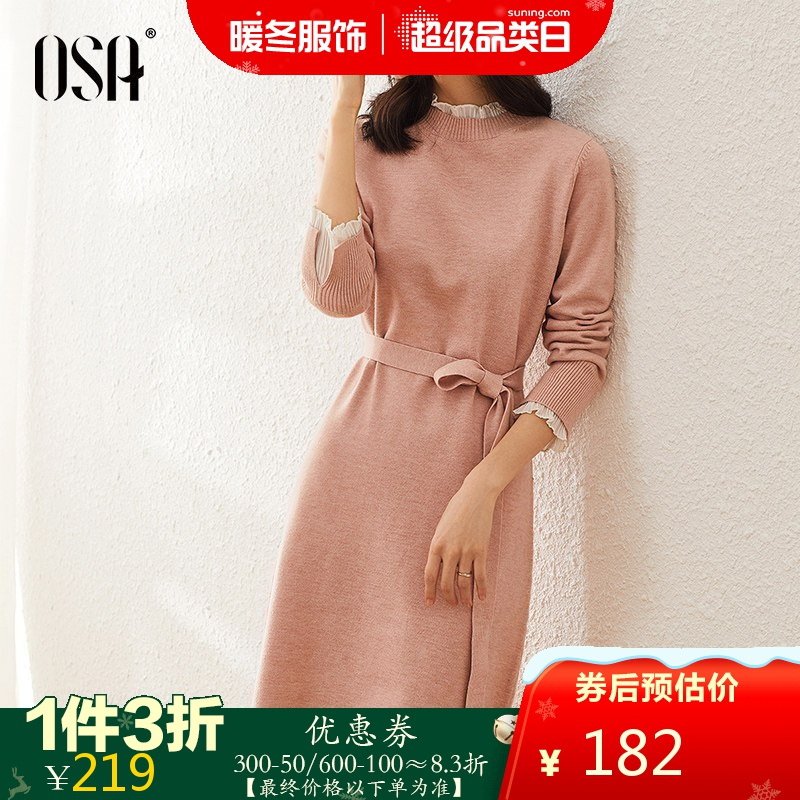 OSA®
suning.com
暖冬服饰 超级品类日
1件3折
¥219
优惠券
300-50/600-100≈8.3折
【最终价格以下单为准】
券后预估价
¥ 182